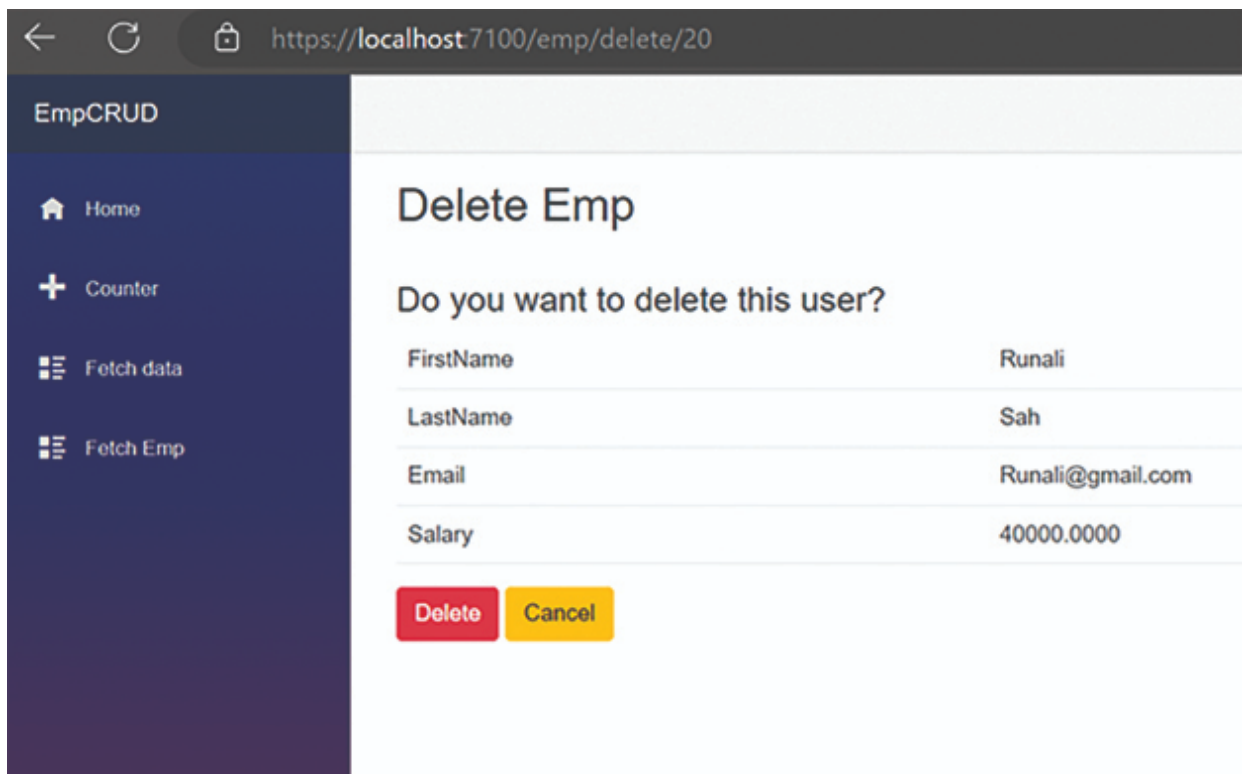 https://localhost:7100/emp/delete/20
EmpCRUD
Home
Counter
Fetch data
Fetch Emp
Delete Emp
Do you want to delete this user?
FirstName Runali
LastName Sah
Email Runali@gmail.com
Salary 40000.0000
Delete Cancel